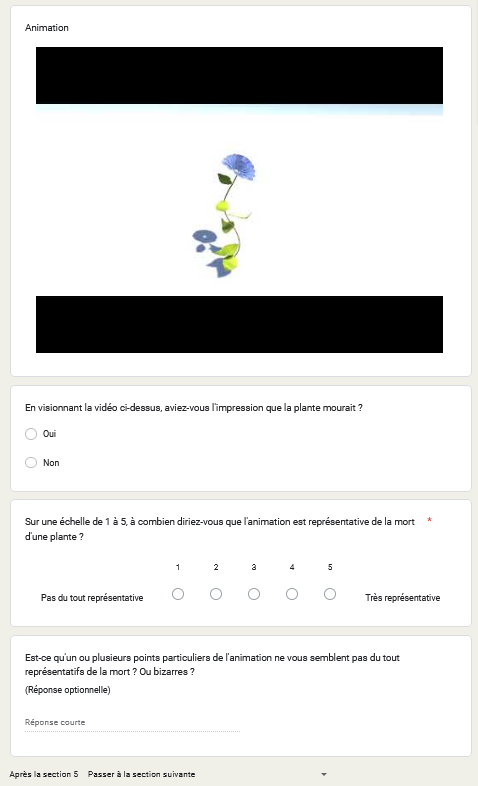 Animation
En visionnant la vidéo ci-dessus, aviez-vous l'impression que la plante mourait ?
Oui
Non
Sur une échelle de 1 à 5, à combien diriez-vous que l'animation est représentative de la mort *
d'une plante ?
1 2 3 4 5
Pas du tout représentative Très représentative
Est-ce qu'un ou plusieurs points particuliers de l'animation ne vous semblent pas du tout
représentatifs de la mort ? Ou bizarres ?
(Réponse optionnelle)
Réponse courte
Après la section 5 Passer à la section suivante